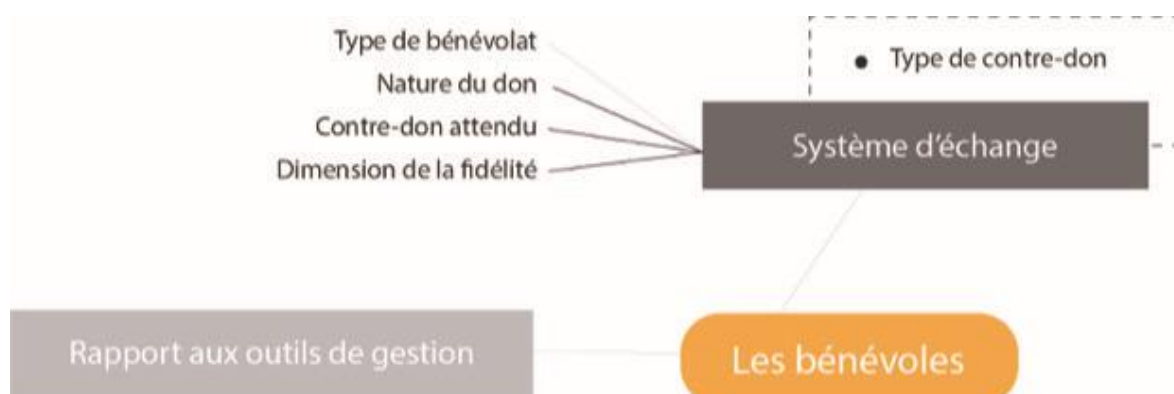 Type de bénévolat
Nature du don
Contre-don attendu
Dimension de la fidélité
• Type de contre-don
Système d'échange
Rapport aux outils de gestion
Les bénévoles